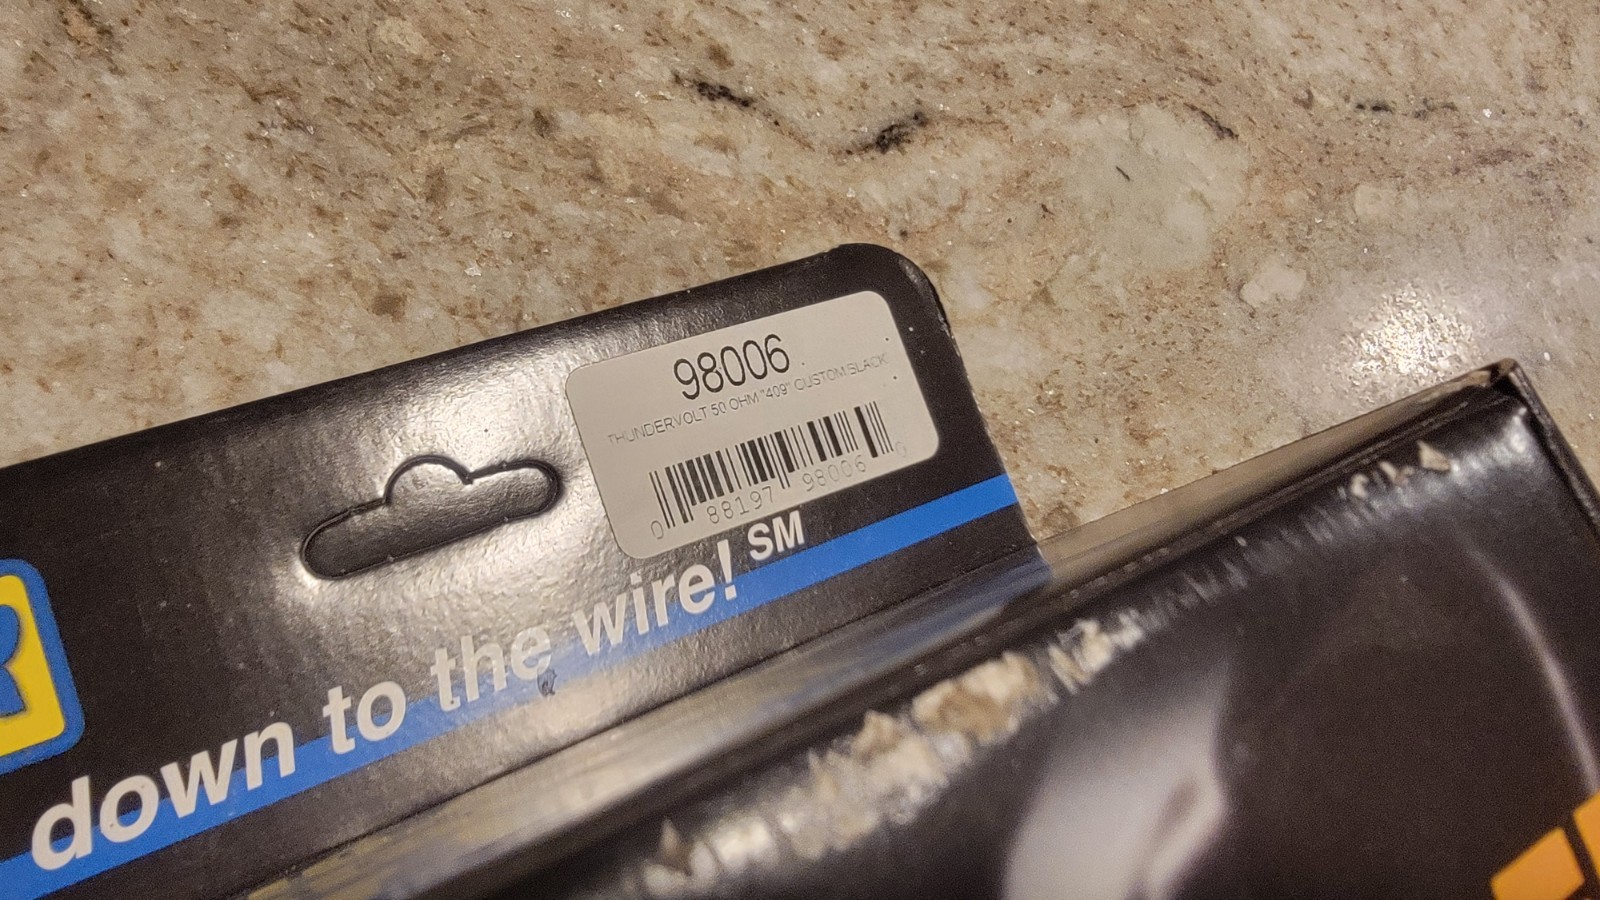 98006
THUNDERVOLT 50 OHM "409" CUSTOM BLACK
0 88197 98006 0
down to the wire!SM